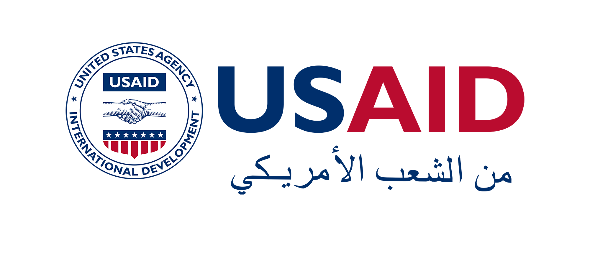 UNITED STATES AGENCY
USAID
INTERNATIONAL DEVELOPMENT
USAID
من الشعب الأمريكي